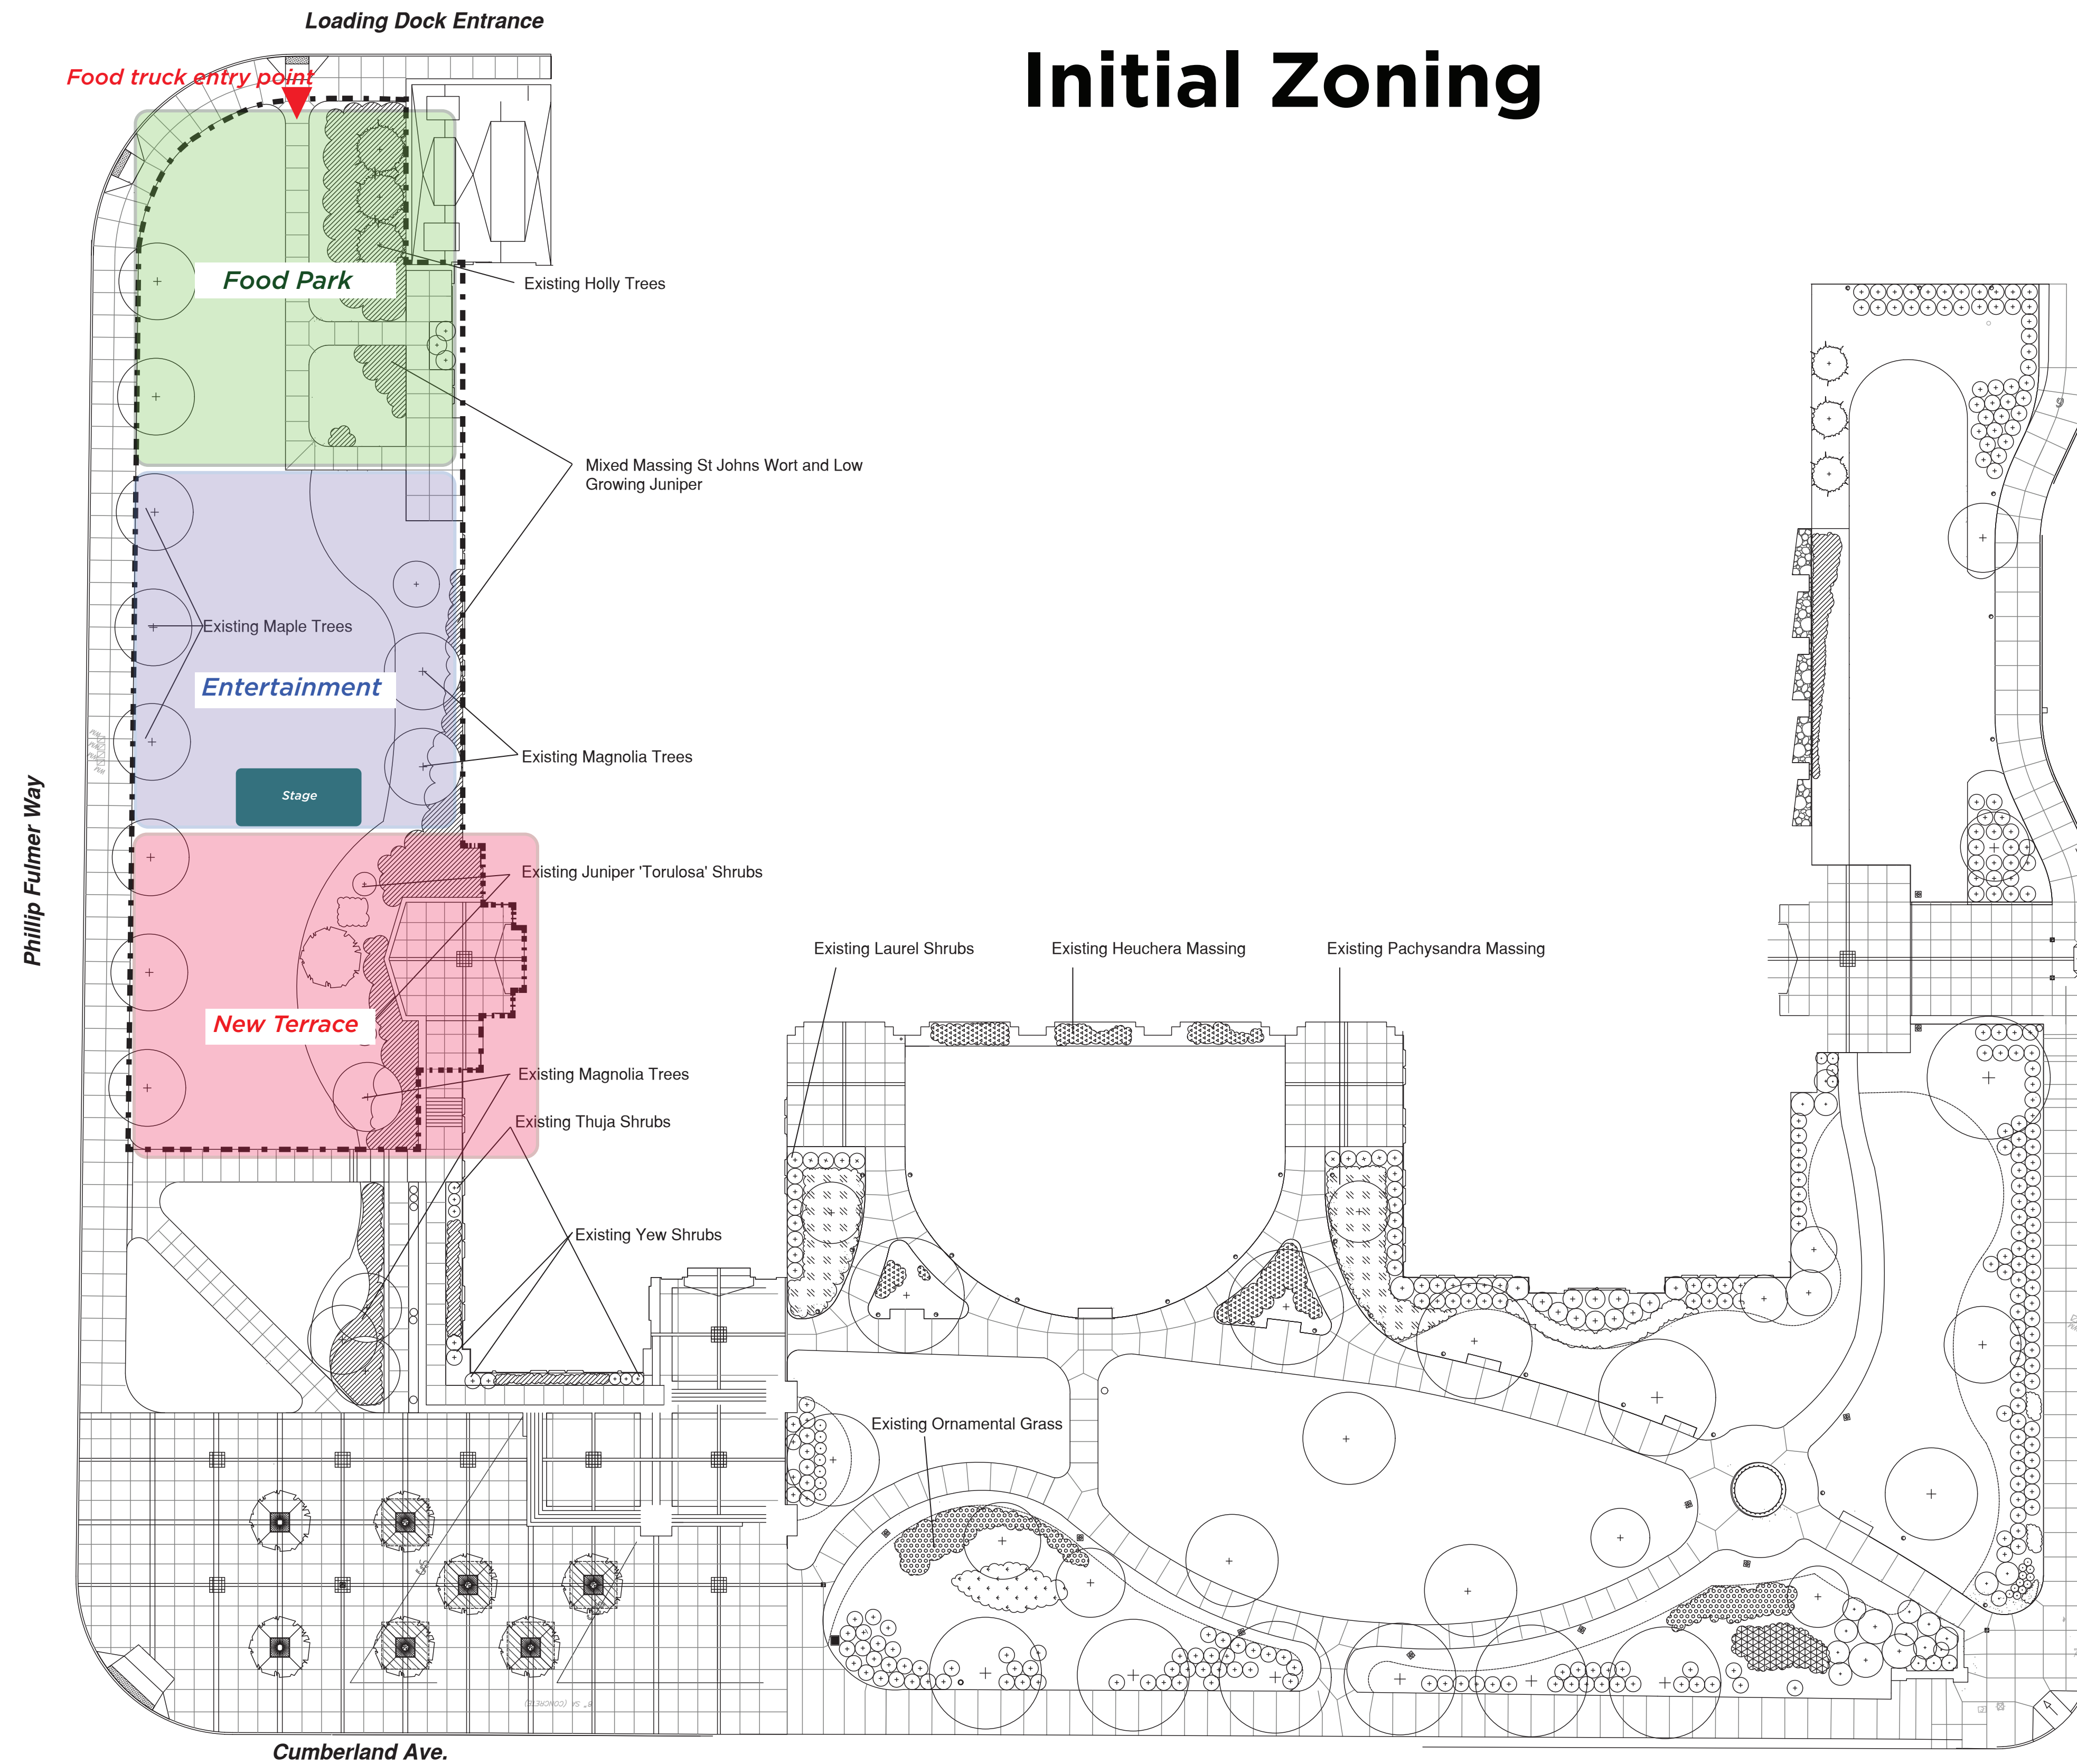 Loading Dock Entrance
Initial Zoning
Food truck entry point
Food Park
Existing Holly Trees
Mixed Massing St Johns Wort and Low
Growing Juniper
Existing Maple Trees
Entertainment
Existing Magnolia Trees
Stage
Phillip Fulmer Way
Existing Juniper 'Torulosa' Shrubs
Existing Laurel Shrubs
Existing Heuchera Massing
Existing Pachysandra Massing
New Terrace
Existing Magnolia Trees
Existing Thuja Shrubs
Existing Yew Shrubs
Existing Ornamental Grass
8" SA (CONCRETE)
Cumberland Ave.